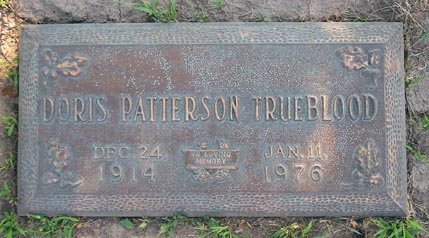 DORIS PATTERSON TRUEBLOOD
DEC. 24 IN LOVING JAN. 11,
1914 MEMORY 1976